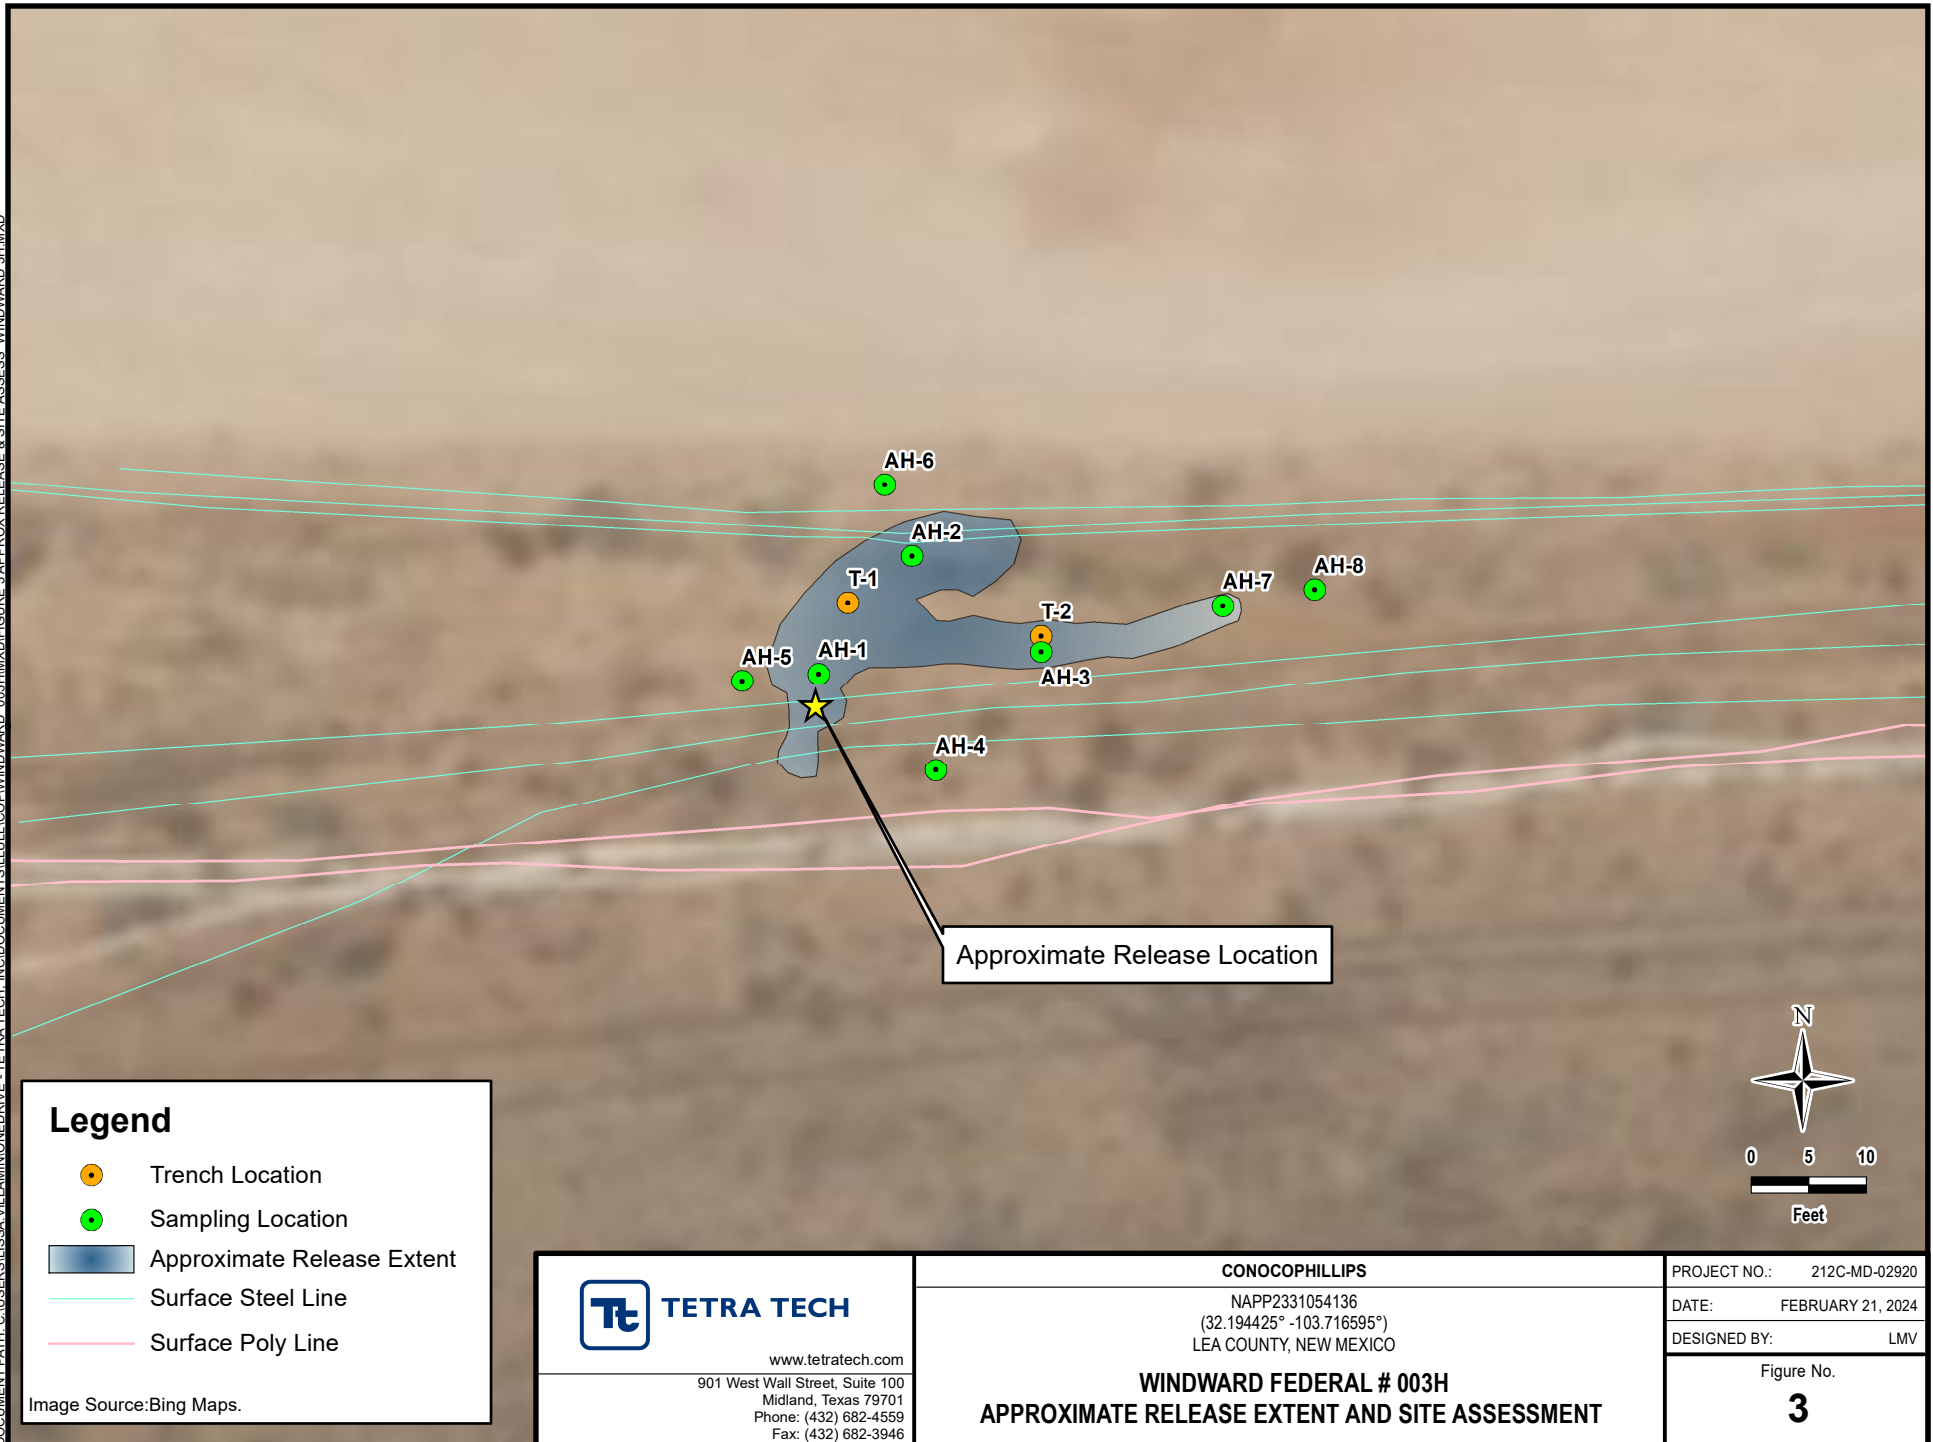 AH-6
AH-2
T-1
AH-8
AH-7
T-2
AH-5
AH-1
AH-3
AH-4
Approximate Release Location
N
0 5 10
Feet
Legend
Trench Location
Sampling Location
Approximate Release Extent
Surface Steel Line
Surface Poly Line
Image Source:Bing Maps.
Tt TETRA TECH
www.tetratech.com
901 West Wall Street, Suite 100
Midland, Texas 79701
Phone: (432) 682-4559
Fax: (432) 682-3946
CONOCOPHILLIPS
NAPP2331054136
(32.194425° -103.716595°)
LEA COUNTY, NEW MEXICO
WINDWARD FEDERAL # 003H
APPROXIMATE RELEASE EXTENT AND SITE ASSESSMENT
PROJECT NO.: 212C-MD-02920
DATE: FEBRUARY 21, 2024
DESIGNED BY: LMV
Figure No.
3